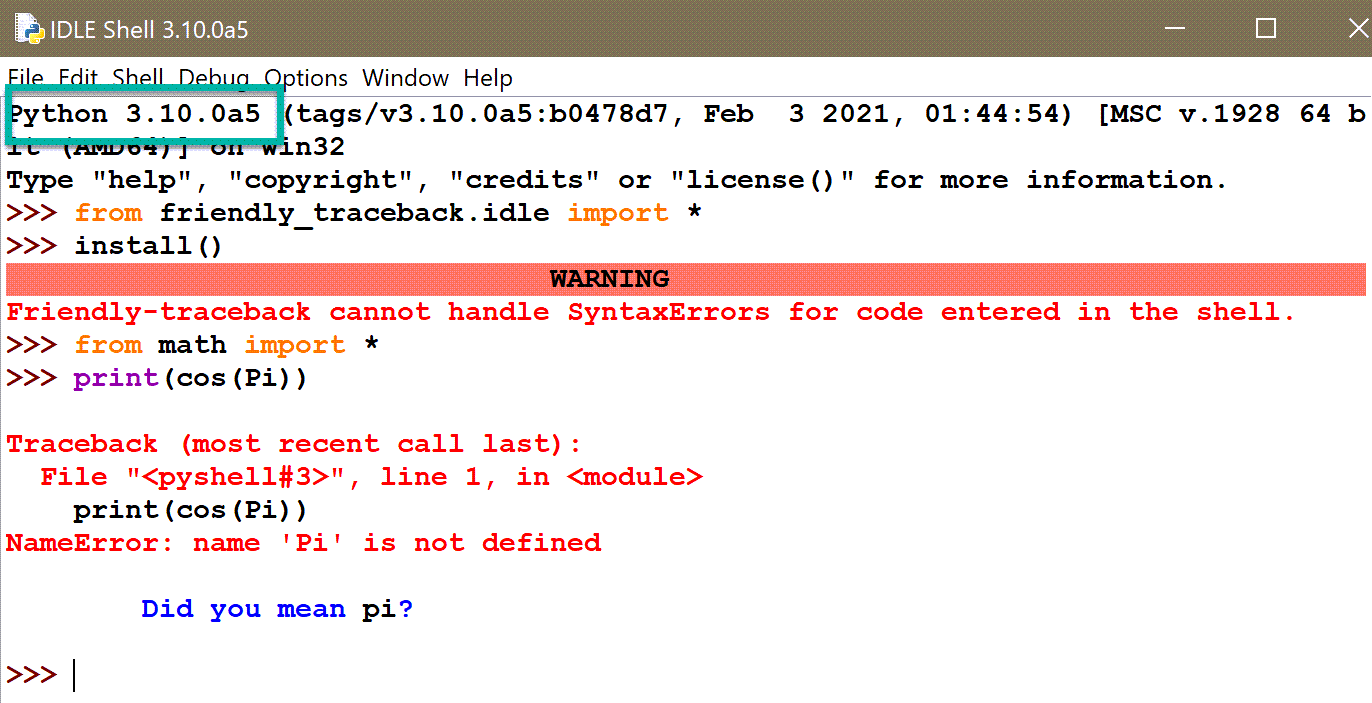 IDLE Shell 3.10.0a5
File Edit Shell Debug Options Window Help
Python 3.10.0a5 (tags/v3.10.0a5:b0478d7, Feb  3 2021, 01:44:54) [MSC v.1928 64 b
it (AMD64)] on win32
Type "help", "copyright", "credits" or "license()" for more information.
>>> from friendly_traceback.idle import *
>>> install()
WARNING
Friendly-traceback cannot handle SyntaxErrors for code entered in the shell.
>>> from math import *
>>> print(cos(Pi))
Traceback (most recent call last):
  File "<pyshell#3>", line 1, in <module>
    print(cos(Pi))
NameError: name 'Pi' is not defined
        Did you mean pi?
>>>